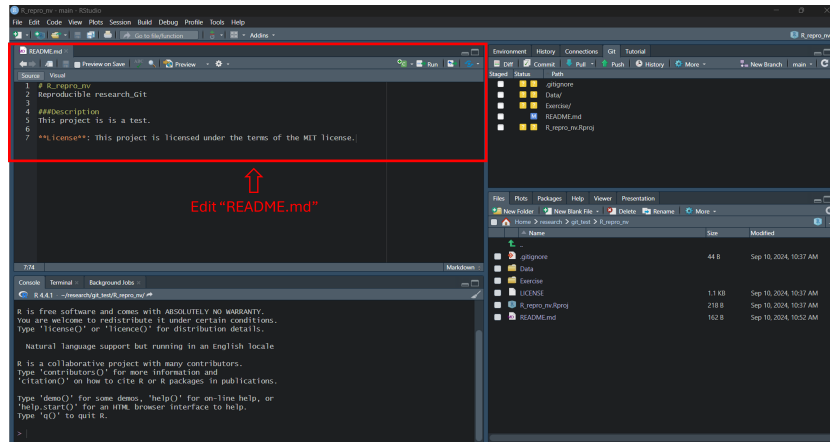 R_repro_nv - main - RStudio
File Edit Code View Plots Session Build Debug Profile Tools Help
Go to file/function Addins
R_repro_nv
README.md
Preview on Save Preview Run
Source Visual
1 # R_repro_nv
2 Reproducible research_Git
3
4 ###Description
5 This project is is a test.
6
7 **License**: This project is licensed under the terms of the MIT license.
Edit "README.md"
7:74 Markdown
Console Terminal Background Jobs
R 4.4.1 · ~/research/git_test/R_repro_nv/
R is free software and comes with ABSOLUTELY NO WARRANTY.
You are welcome to redistribute it under certain conditions.
Type 'license()' or 'licence()' for distribution details.
Natural language support but running in an English locale
R is a collaborative project with many contributors.
Type 'contributors()' for more information and
'citation()' on how to cite R or R packages in publications.
Type 'demo()' for some demos, 'help()' for on-line help, or
'help.start()' for an HTML browser interface to help.
Type 'q()' to quit R.
>
Environment History Connections Git Tutorial
Diff Commit Pull Push History More New Branch main
Staged Status Path
.gitignore
Data/
Exercise/
M README.md
R_repro_nv.Rproj
Files Plots Packages Help Viewer Presentation
New Folder New Blank File Delete Rename More
Home > research > git_test > R_repro_nv
Name Size Modified
..
.gitignore 44 B Sep 10, 2024, 10:37 AM
Data
Exercise
LICENSE 1.1 KB Sep 10, 2024, 10:37 AM
R_repro_nv.Rproj 218 B Sep 10, 2024, 10:37 AM
README.md 162 B Sep 10, 2024, 10:52 AM